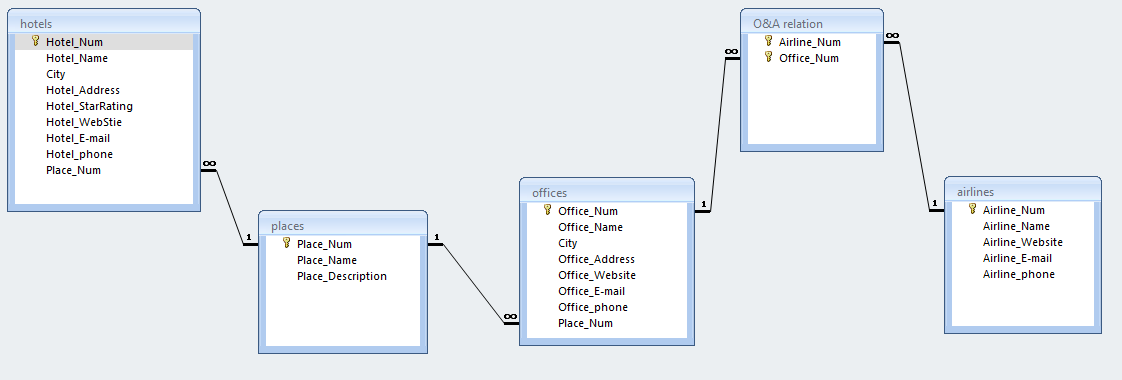 hotels
Hotel_Num
Hotel_Name
City
Hotel_Address
Hotel_StarRating
Hotel_WebStie
Hotel_E-mail
Hotel_phone
Place_Num
∞
1
places
Place_Num
Place_Name
Place_Description
1
∞
offices
Office_Num
Office_Name
City
Office_Address
Office_Website
Office_E-mail
Office_phone
Place_Num
1
∞
O&A relation
Airline_Num
Office_Num
∞
1
airlines
Airline_Num
Airline_Name
Airline_Website
Airline_E-mail
Airline_phone